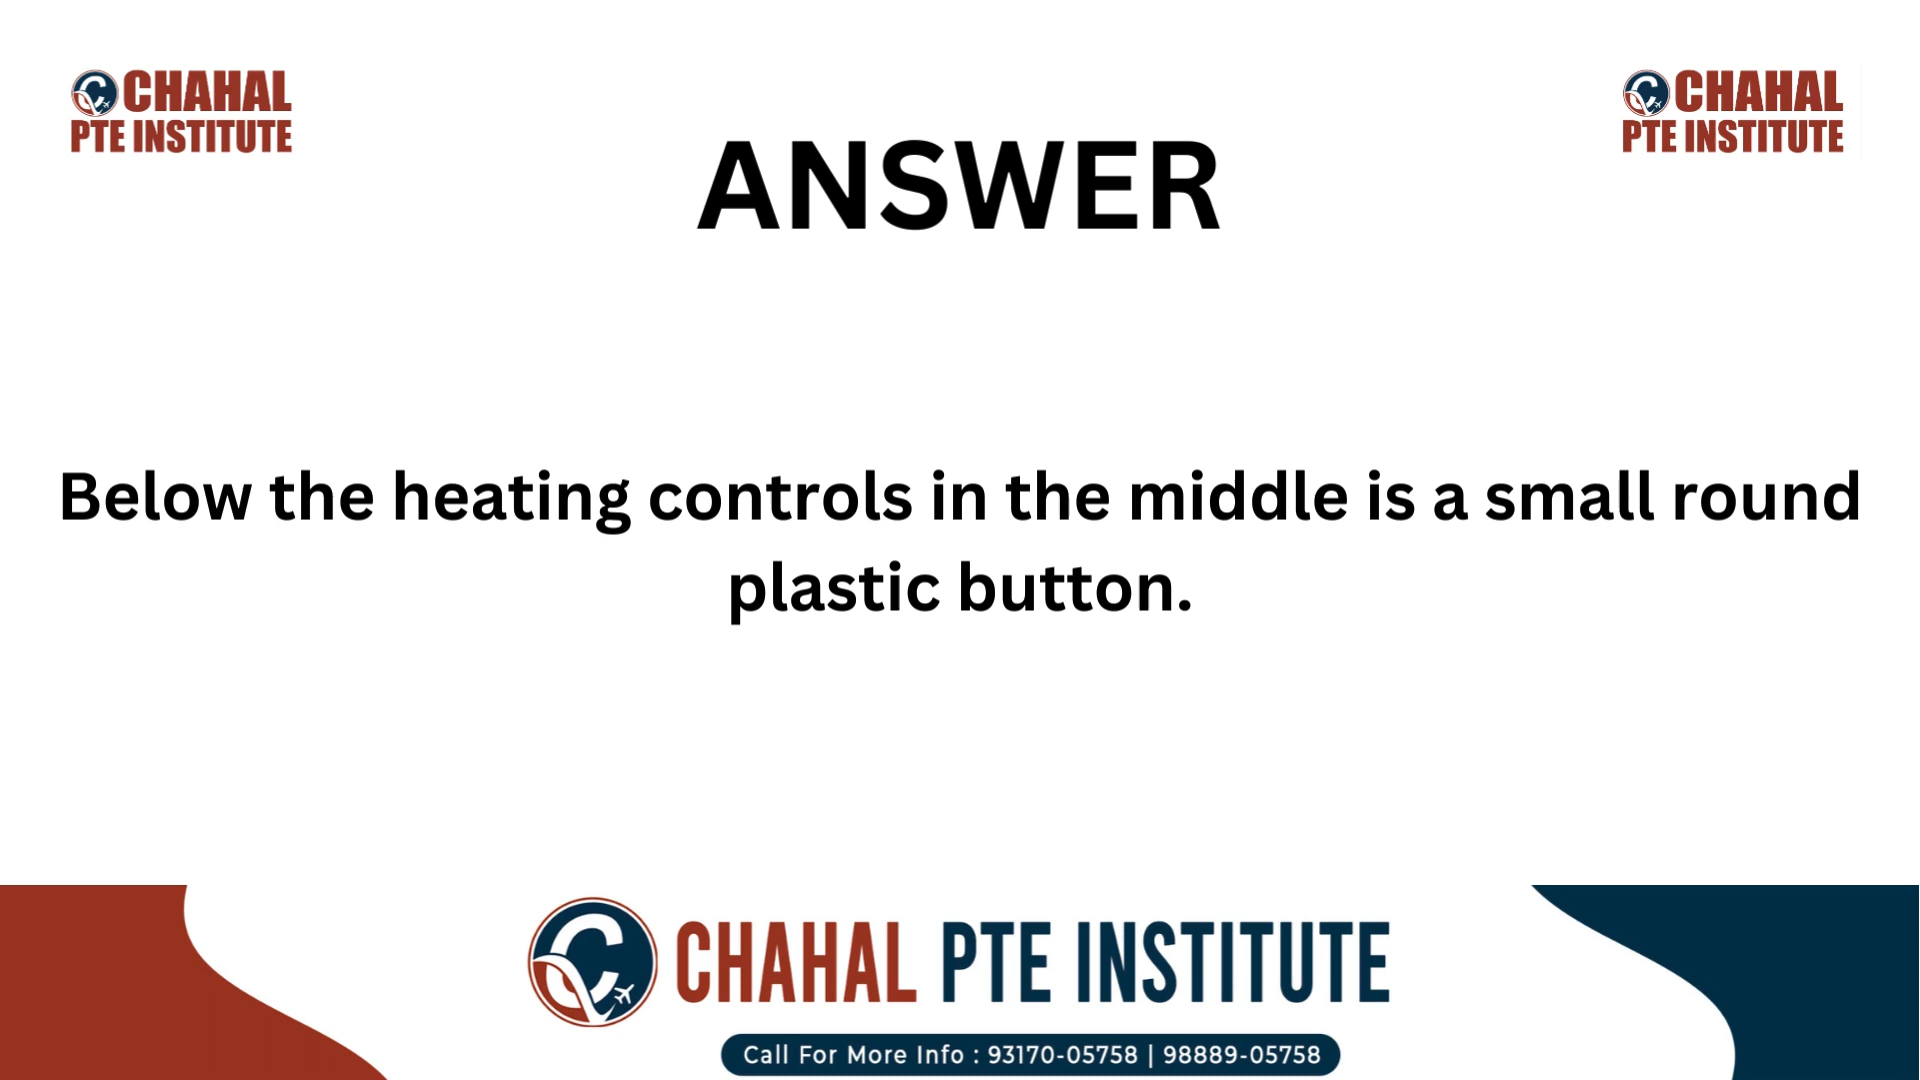 CHAHAL
PTE INSTITUTE
CHAHAL
PTE INSTITUTE
ANSWER
Below the heating controls in the middle is a small round
plastic button.
CHAHAL PTE INSTITUTE
Call For More Info : 93170-05758 | 98889-05758